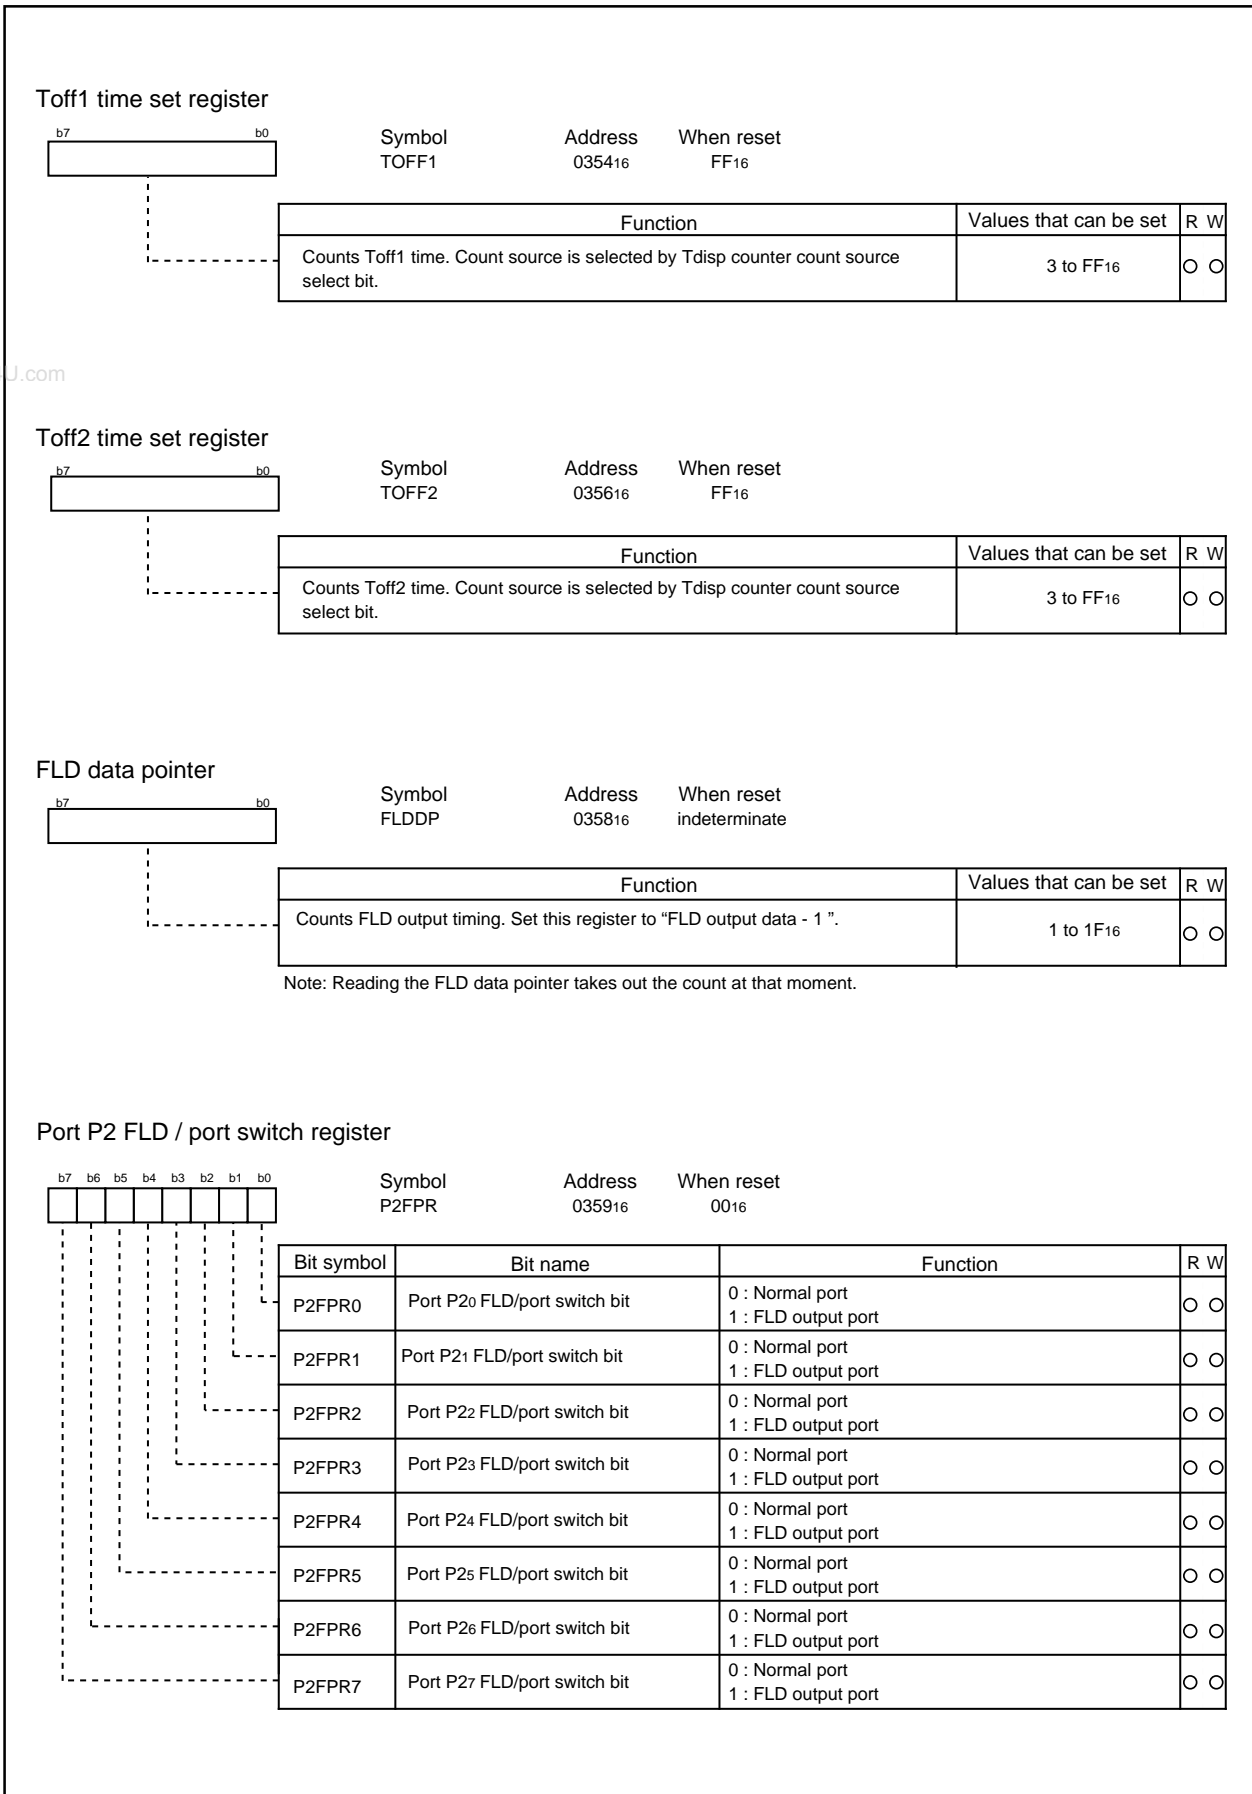 Toff1 time set register
b7 b0
Symbol Address When reset
TOFF1 035416 FF16
Function Values that can be set R W
Counts Toff1 time. Count source is selected by Tdisp counter count source
select bit.
3 to FF16
U.com
Toff2 time set register
b7 b0
Symbol Address When reset
TOFF2 035616 FF16
Function Values that can be set R W
Counts Toff2 time. Count source is selected by Tdisp counter count source
select bit.
3 to FF16
FLD data pointer
b7 b0
Symbol Address When reset
FLDDP 035816 indeterminate
Function Values that can be set R W
Counts FLD output timing. Set this register to “FLD output data - 1 ”.
1 to 1F16
Note: Reading the FLD data pointer takes out the count at that moment.
Port P2 FLD / port switch register
b7 b6 b5 b4 b3 b2 b1 b0
Symbol Address When reset
P2FPR 035916 0016
Bit symbol Bit name Function R W
P2FPR0 Port P20 FLD/port switch bit 0 : Normal port
1 : FLD output port
P2FPR1 Port P21 FLD/port switch bit 0 : Normal port
1 : FLD output port
P2FPR2 Port P22 FLD/port switch bit 0 : Normal port
1 : FLD output port
P2FPR3 Port P23 FLD/port switch bit 0 : Normal port
1 : FLD output port
P2FPR4 Port P24 FLD/port switch bit 0 : Normal port
1 : FLD output port
P2FPR5 Port P25 FLD/port switch bit 0 : Normal port
1 : FLD output port
P2FPR6 Port P26 FLD/port switch bit 0 : Normal port
1 : FLD output port
P2FPR7 Port P27 FLD/port switch bit 0 : Normal port
1 : FLD output port